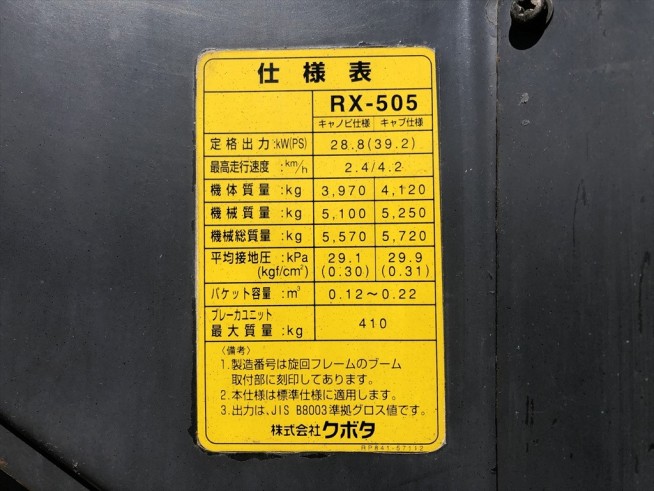 仕様表
RX-505
キャノピ仕様 キャブ仕様
定格出力:kW(PS) 28.8(39.2)
最高走行速度:km/h 2.4/4.2
機体質量:kg 3,970 4,120
機械質量:kg 5,100 5,250
機械総質量:kg 5,570 5,720
平均接地圧:kPa 29.1 29.9
(kgf/cm²) (0.30) (0.31)
バケット容量:m³ 0.12～0.22
ブレーカユニット
最大質量:kg 410
〈備考〉
1.製造番号は旋回フレームのブーム
取付部に刻印してあります。
2.本仕様は標準仕様に適用します。
3.出力は、JIS B8003準拠グロス値です。
株式会社クボタ
RP841-57112